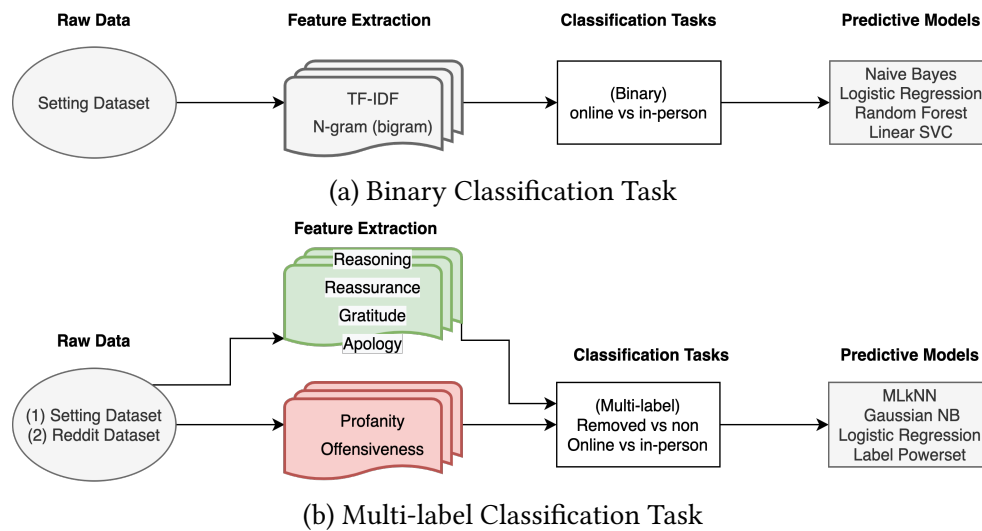 Raw Data
Feature Extraction
Classification Tasks
Predictive Models
Setting Dataset
TF-IDF
N-gram (bigram)
(Binary)
online vs in-person
Naive Bayes
Logistic Regression
Random Forest
Linear SVC
(a) Binary Classification Task
Feature Extraction
Reasoning
Reassurance
Gratitude
Apology
Raw Data
Classification Tasks
Predictive Models
(1) Setting Dataset
(2) Reddit Dataset
Profanity
Offensiveness
(Multi-label)
Removed vs non
Online vs in-person
MLkNN
Gaussian NB
Logistic Regression
Label Powerset
(b) Multi-label Classification Task